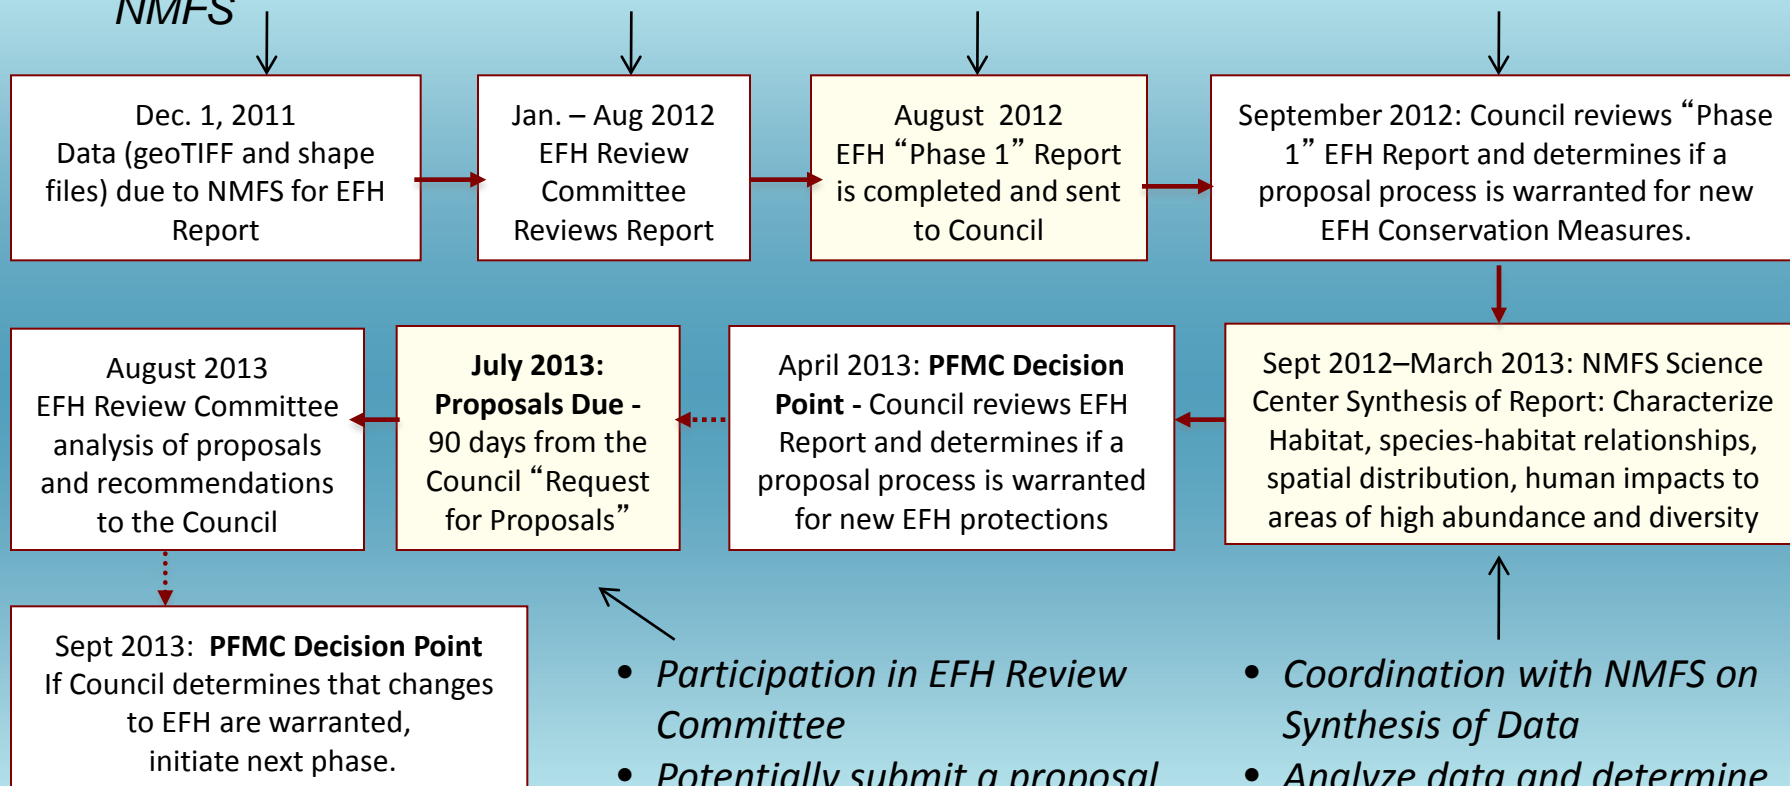 NMFS
Dec. 1, 2011
Data (geoTIFF and shape
files) due to NMFS for EFH
Report
Jan. – Aug 2012
EFH Review
Committee
Reviews Report
August 2012
EFH “Phase 1” Report
is completed and sent
to Council
September 2012: Council reviews “Phase
1” EFH Report and determines if a
proposal process is warranted for new
EFH Conservation Measures.
Sept 2012–March 2013: NMFS Science
Center Synthesis of Report: Characterize
Habitat, species-habitat relationships,
spatial distribution, human impacts to
areas of high abundance and diversity
April 2013: PFMC Decision
Point - Council reviews EFH
Report and determines if a
proposal process is warranted
for new EFH protections
July 2013:
Proposals Due -
90 days from the
Council “Request
for Proposals”
August 2013
EFH Review Committee
analysis of proposals
and recommendations
to the Council
Sept 2013: PFMC Decision Point
If Council determines that changes
to EFH are warranted,
initiate next phase.
• Participation in EFH Review
Committee
• Potentially submit a proposal
• Coordination with NMFS on
Synthesis of Data
• Analyze data and determine